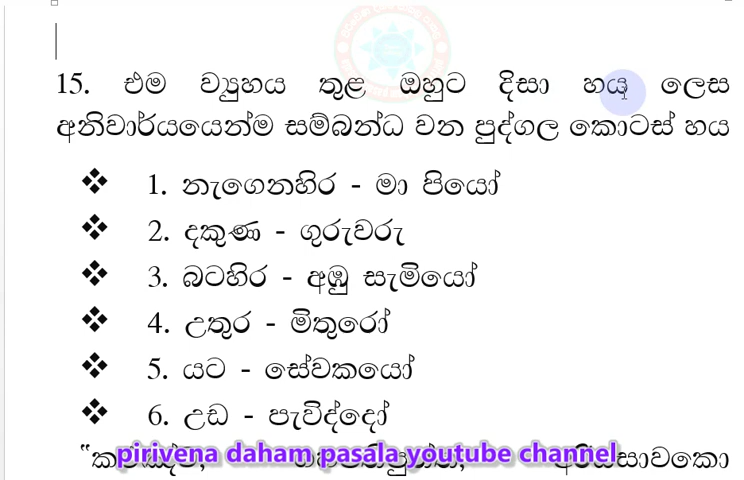 15. එම ව්‍යුහය තුළ ඔහුට දිසා හය ලෙස
අනිවාර්යයෙන්ම සම්බන්ධ වන පුද්ගල කොටස් හය
❖ 1. නැගෙනහිර - මා පියෝ
❖ 2. දකුණ - ගුරුවරු
❖ 3. බටහිර - අඹු සැමියෝ
❖ 4. උතුර - මිතුරෝ
❖ 5. යට - සේවකයෝ
❖ 6. උඩ - පැවිද්දෝ
pirivena daham pasala youtube channel